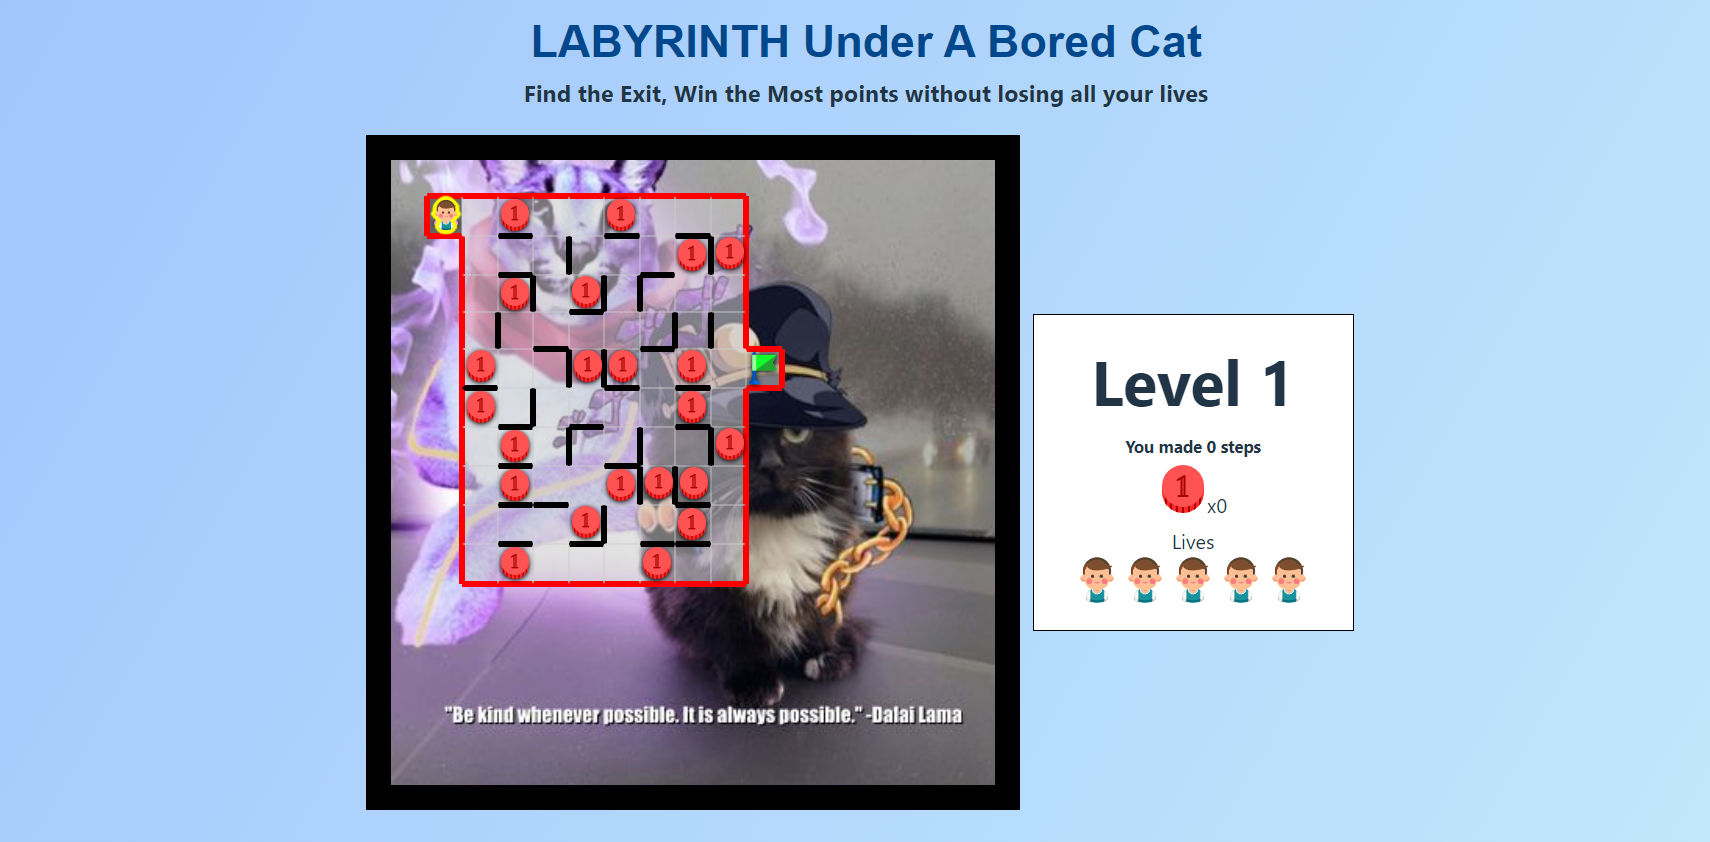 LABYRINTH Under A Bored Cat
Find the Exit, Win the Most points without losing all your lives
1 1
1 1
1 1
1 1 1 1
1 1
1 1
1 1 1 1
1 1
1 1
"Be kind whenever possible. It is always possible." -Dalai Lama
Level 1
You made 0 steps
1 x0
Lives